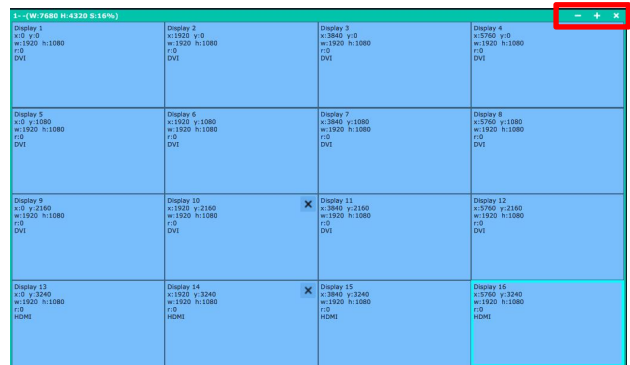 1--(W:7680 H:4320 S:16%)
Display 1
x:0 y:0
w:1920 h:1080
r:0
DVI
Display 2
x:1920 y:0
w:1920 h:1080
r:0
DVI
Display 3
x:3840 y:0
w:1920 h:1080
r:0
DVI
Display 4
x:5760 y:0
w:1920 h:1080
r:0
DVI
Display 5
x:0 y:1080
w:1920 h:1080
r:0
DVI
Display 6
x:1920 y:1080
w:1920 h:1080
r:0
DVI
Display 7
x:3840 y:1080
w:1920 h:1080
r:0
DVI
Display 8
x:5760 y:1080
w:1920 h:1080
r:0
DVI
Display 9
x:0 y:2160
w:1920 h:1080
r:0
DVI
Display 10
x:1920 y:2160
w:1920 h:1080
r:0
DVI
Display 11
x:3840 y:2160
w:1920 h:1080
r:0
DVI
Display 12
x:5760 y:2160
w:1920 h:1080
r:0
DVI
Display 13
x:0 y:3240
w:1920 h:1080
r:0
HDMI
Display 14
x:1920 y:3240
w:1920 h:1080
r:0
HDMI
Display 15
x:3840 y:3240
w:1920 h:1080
r:0
HDMI
Display 16
x:5760 y:3240
w:1920 h:1080
r:0
HDMI